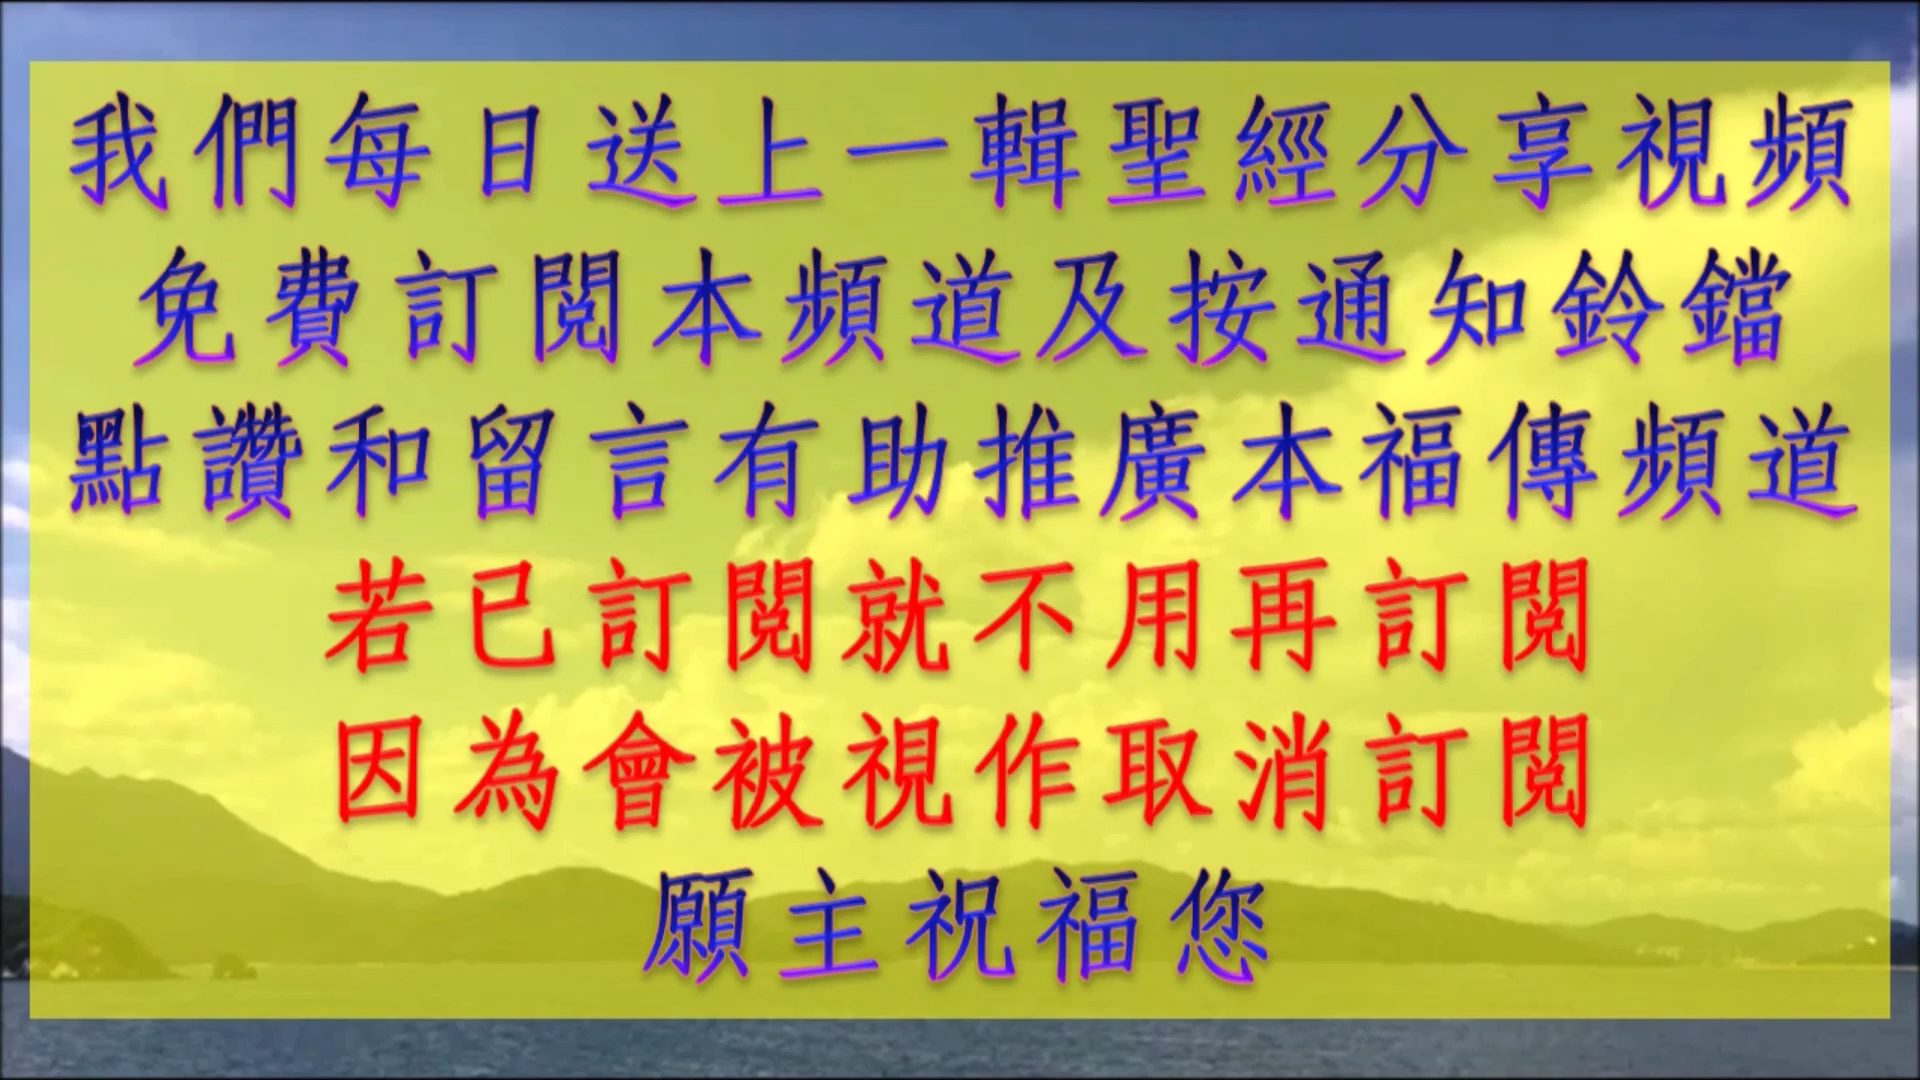 我們每日送上一輯聖經分享視頻
免費訂閱本頻道及按通知鈴鐺
點讚和留言有助推廣本福傳頻道
若已訂閱就不用再訂閱
因為會被視作取消訂閱
願主祝福您